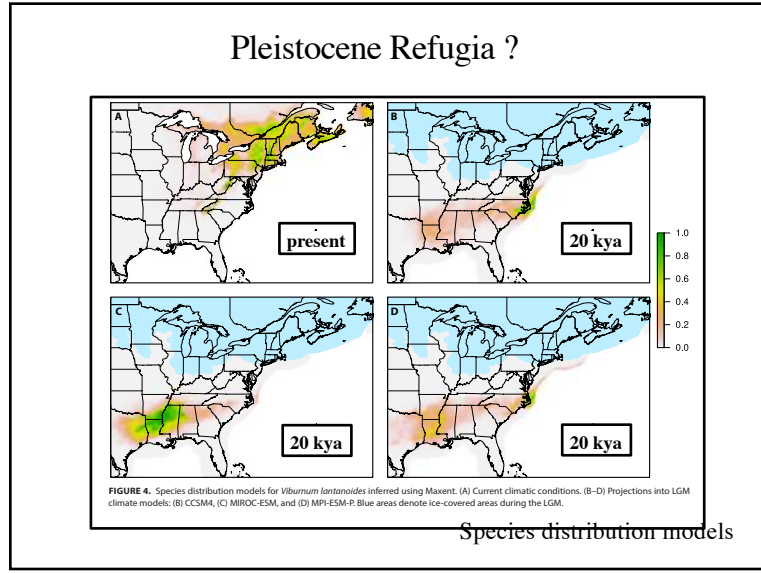 Pleistocene Refugia ?
A
present
B
20 kya
1.0
0.8
0.6
0.4
0.2
0.0
C
20 kya
D
20 kya
FIGURE 4. Species distribution models for Viburnum lantanoides inferred using Maxent. (A) Current climatic conditions. (B–D) Projections into LGM
climate models: (B) CCSM4, (C) MIROC-ESM, and (D) MPI-ESM-P. Blue areas denote ice-covered areas during the LGM.
Species distribution models